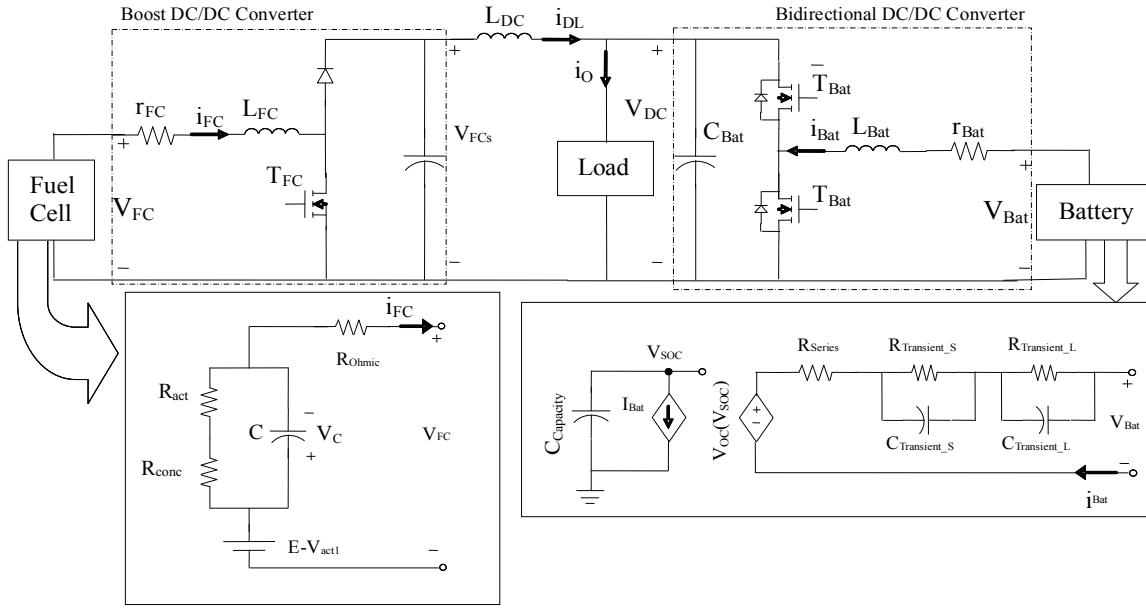 Boost DC/DC Converter
Bidirectional DC/DC Converter
L_DC
i_DL
+
+
i_O
T̄_Bat
r_FC
i_FC
L_FC
+
V_FCs
V_DC
C_Bat
i_Bat
L_Bat
r_Bat
+
Fuel
Cell
V_FC
T_FC
Load
T_Bat
V_Bat
Battery
–
–
–
–
i_FC
+
R_Ohmic
R_act
C
–
V_C
+
V_FC
R_conc
E-V_act1
–
V_SOC
C_Capacity
I_Bat
V_OC(V_SOC)
+
–
R_Series
R_Transient_S
R_Transient_L
+
C_Transient_S
C_Transient_L
V_Bat
–
i_Bat